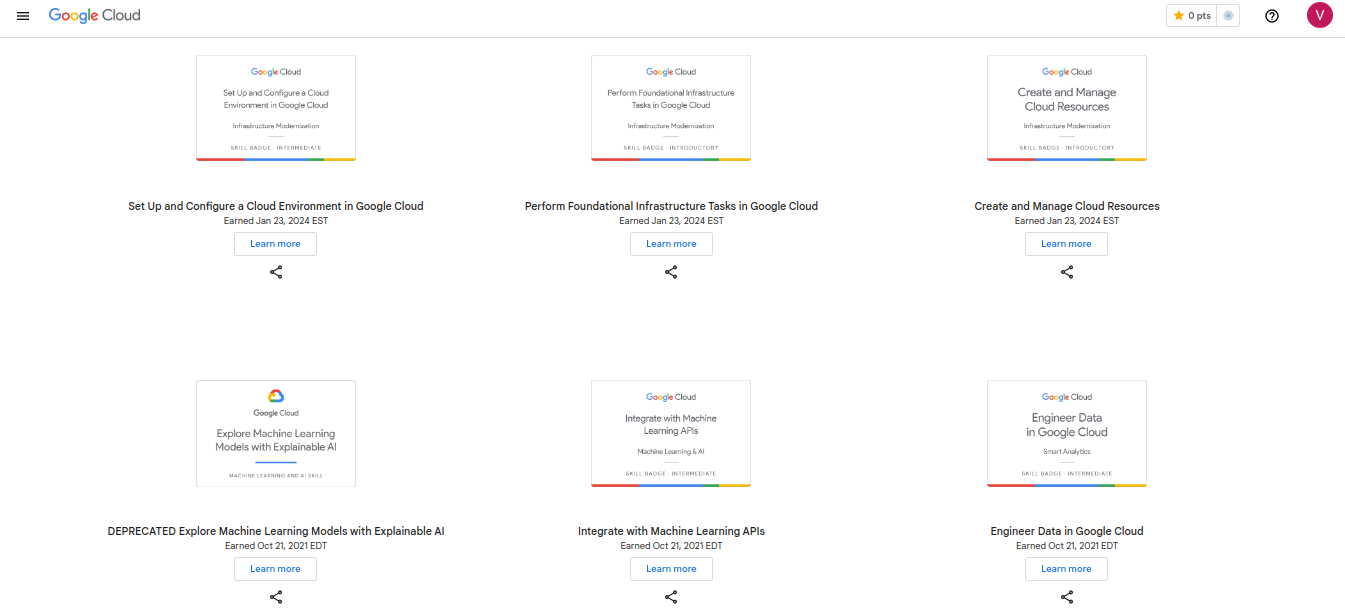 Google Cloud
0 pts
V
Google Cloud
Set Up and Configure a Cloud
Environment in Google Cloud
Infrastructure Modernization
SKILL BADGE · INTERMEDIATE
Set Up and Configure a Cloud Environment in Google Cloud
Earned Jan 23, 2024 EST
Learn more
Google Cloud
Perform Foundational Infrastructure
Tasks in Google Cloud
Infrastructure Modernization
SKILL BADGE · INTRODUCTORY
Perform Foundational Infrastructure Tasks in Google Cloud
Earned Jan 23, 2024 EST
Learn more
Google Cloud
Create and Manage
Cloud Resources
Infrastructure Modernization
SKILL BADGE · INTRODUCTORY
Create and Manage Cloud Resources
Earned Jan 23, 2024 EST
Learn more
Google Cloud
Explore Machine Learning
Models with Explainable AI
MACHINE LEARNING AND AI SKILL
DEPRECATED Explore Machine Learning Models with Explainable AI
Earned Oct 21, 2021 EDT
Learn more
Google Cloud
Integrate with Machine
Learning APIs
Machine Learning & AI
SKILL BADGE · INTERMEDIATE
Integrate with Machine Learning APIs
Earned Oct 21, 2021 EDT
Learn more
Google Cloud
Engineer Data
in Google Cloud
Smart Analytics
SKILL BADGE · INTERMEDIATE
Engineer Data in Google Cloud
Earned Oct 21, 2021 EDT
Learn more